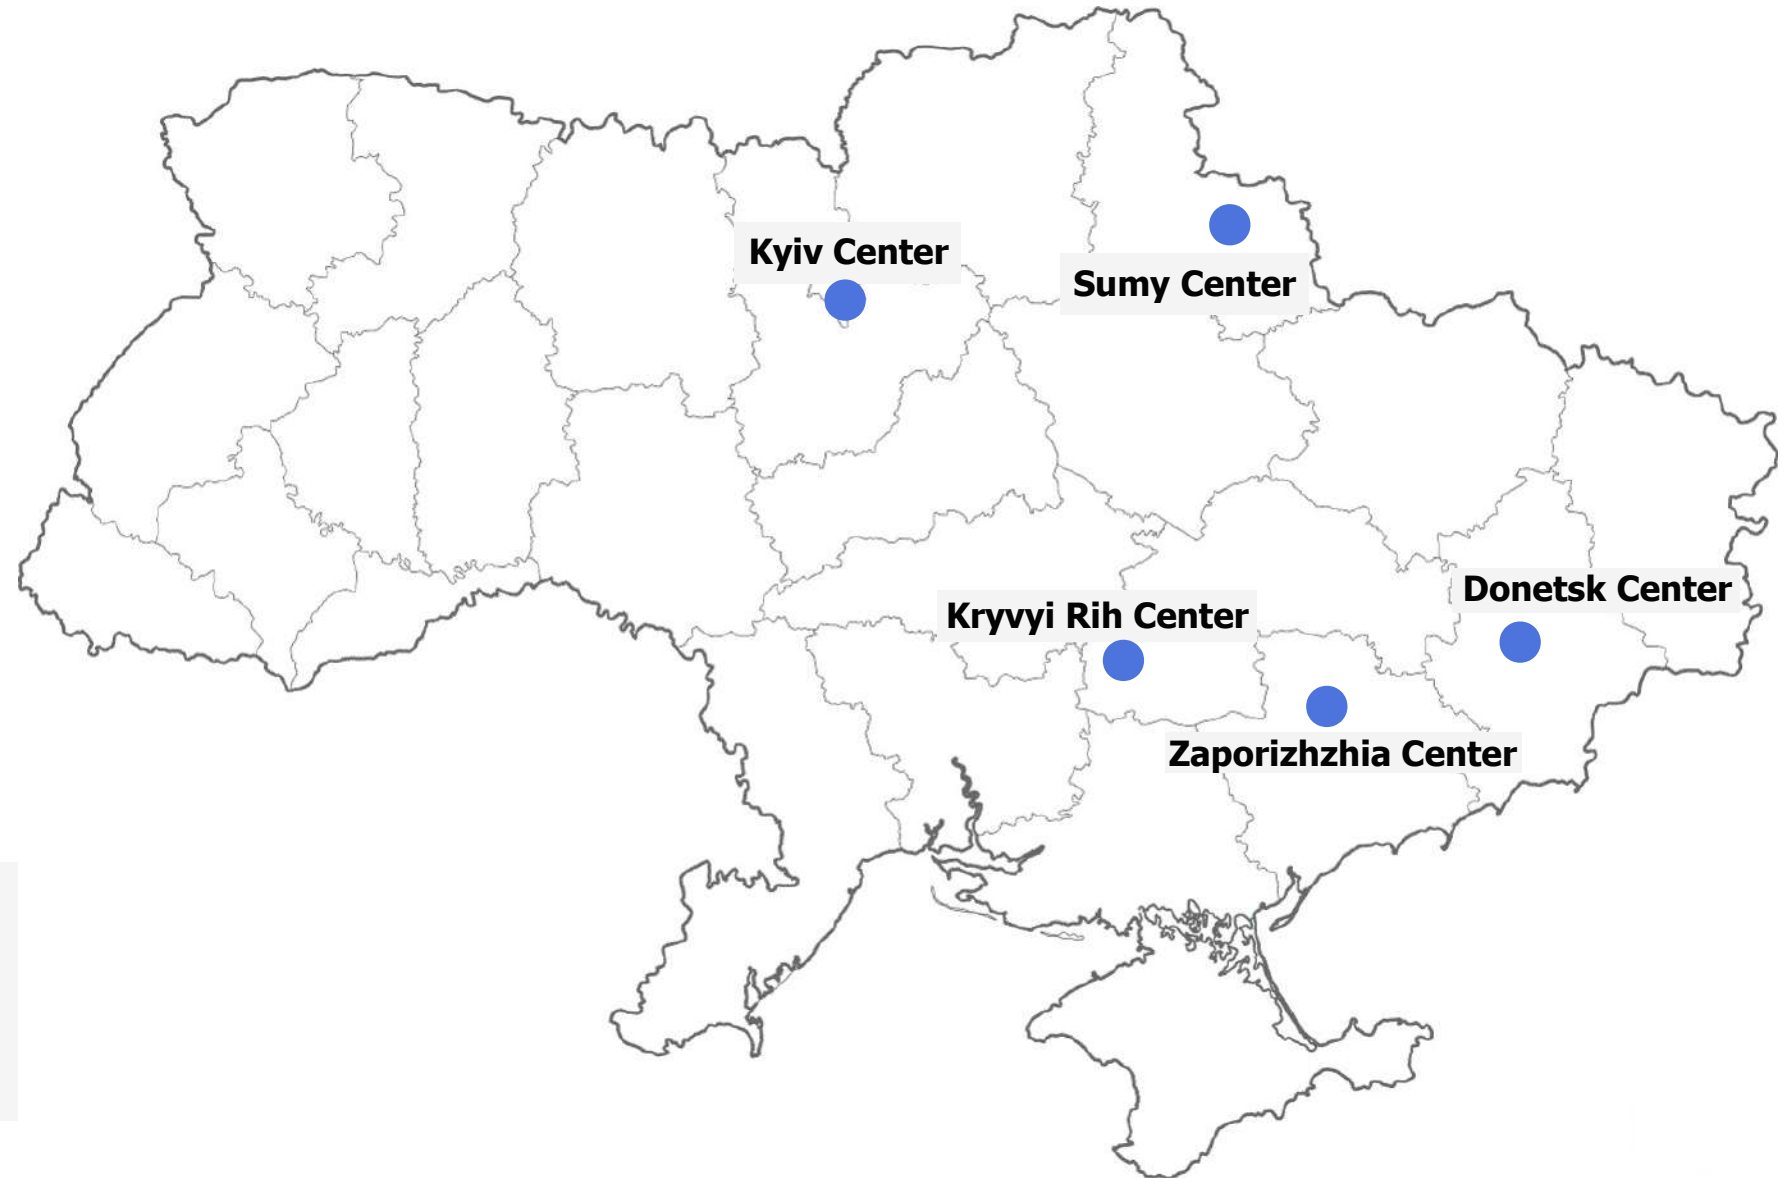 Kyiv Center
Sumy Center
Donetsk Center
Kryvyi Rih Center
Zaporizhzhia Center